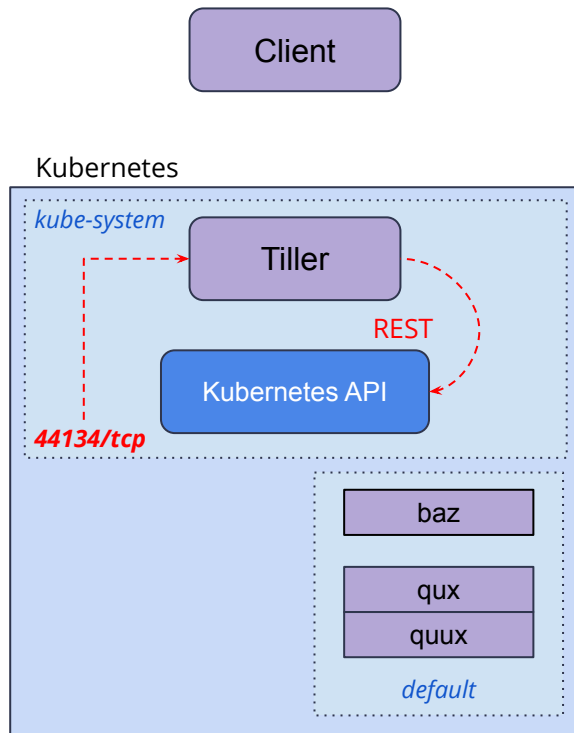 Client
Kubernetes
kube-system
Tiller
REST
Kubernetes API
44134/tcp
baz
qux
quux
default